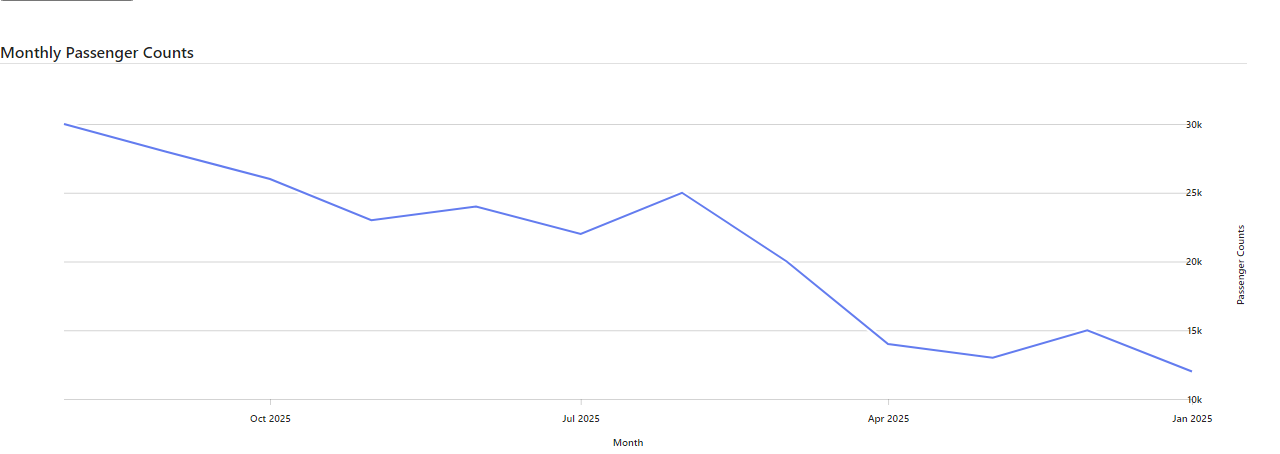 Monthly Passenger Counts
30k
25k
20k
15k
10k
Passenger Counts
Oct 2025
Jul 2025
Apr 2025
Jan 2025
Month